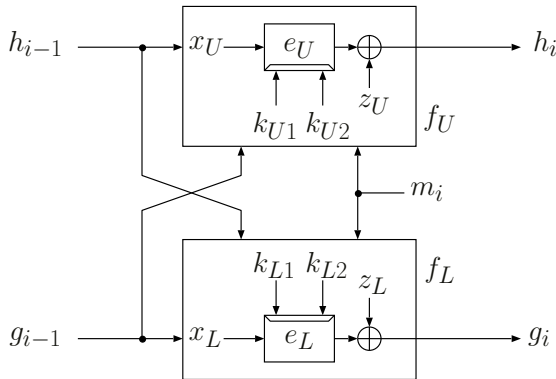 h_{i−1} x_U e_U h_i
k_{U1} k_{U2} z_U f_U
m_i
k_{L1} k_{L2} z_L f_L
g_{i−1} x_L e_L g_i